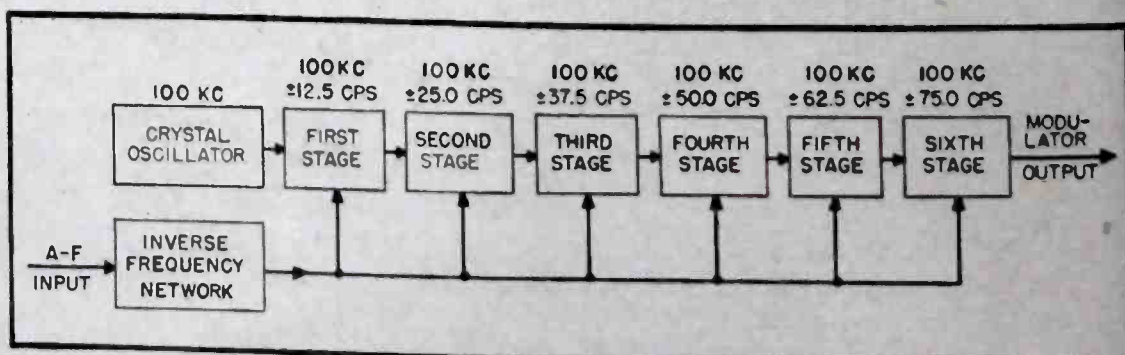 100 KC
CRYSTAL
OSCILLATOR
100 KC
±12.5 CPS
FIRST
STAGE
100 KC
±25.0 CPS
SECOND
STAGE
100 KC
±37.5 CPS
THIRD
STAGE
100 KC
±50.0 CPS
FOURTH
STAGE
100 KC
±62.5 CPS
FIFTH
STAGE
100 KC
±75.0 CPS
SIXTH
STAGE
MODU-
LATOR
OUTPUT
A-F
INPUT
INVERSE
FREQUENCY
NETWORK